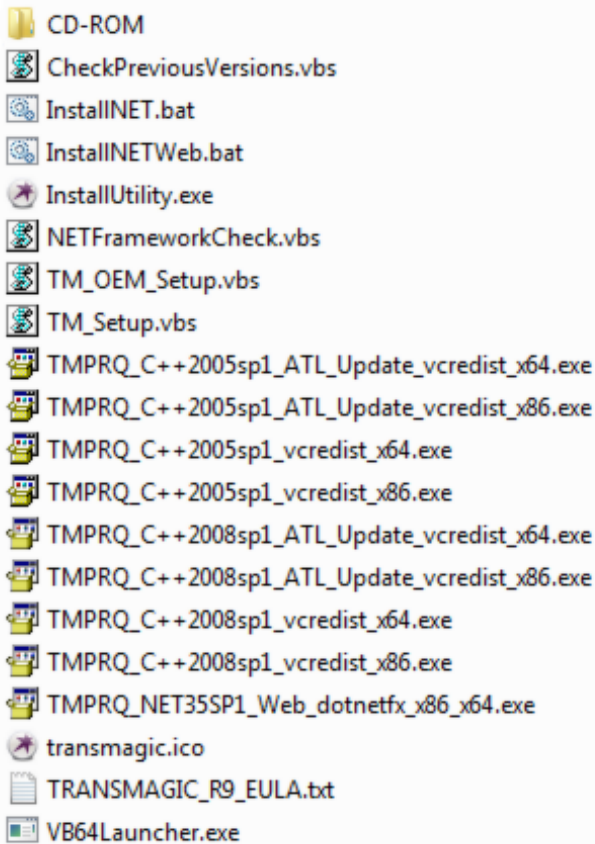 CD-ROM
CheckPreviousVersions.vbs
InstallNET.bat
InstallNETWeb.bat
InstallUtility.exe
NETFrameworkCheck.vbs
TM_OEM_Setup.vbs
TM_Setup.vbs
TMPRQ_C++2005sp1_ATL_Update_vcredist_x64.exe
TMPRQ_C++2005sp1_ATL_Update_vcredist_x86.exe
TMPRQ_C++2005sp1_vcredist_x64.exe
TMPRQ_C++2005sp1_vcredist_x86.exe
TMPRQ_C++2008sp1_ATL_Update_vcredist_x64.exe
TMPRQ_C++2008sp1_ATL_Update_vcredist_x86.exe
TMPRQ_C++2008sp1_vcredist_x64.exe
TMPRQ_C++2008sp1_vcredist_x86.exe
TMPRQ_NET35SP1_Web_dotnetfx_x86_x64.exe
transmagic.ico
TRANSMAGIC_R9_EULA.txt
VB64Launcher.exe